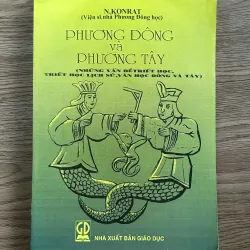 N.KONRAT
(Viện sĩ.nhà Phương Đông học)
PHƯƠNG ĐÔNG
và
PHƯƠNG TÂY
(NHỮNG VẤN ĐỀ TRIẾT HỌC,
TRIẾT HỌC LỊCH SỬ, VĂN HỌC ĐÔNG VÀ TÂY)
GD
NHÀ XUẤT BẢN GIÁO DỤC